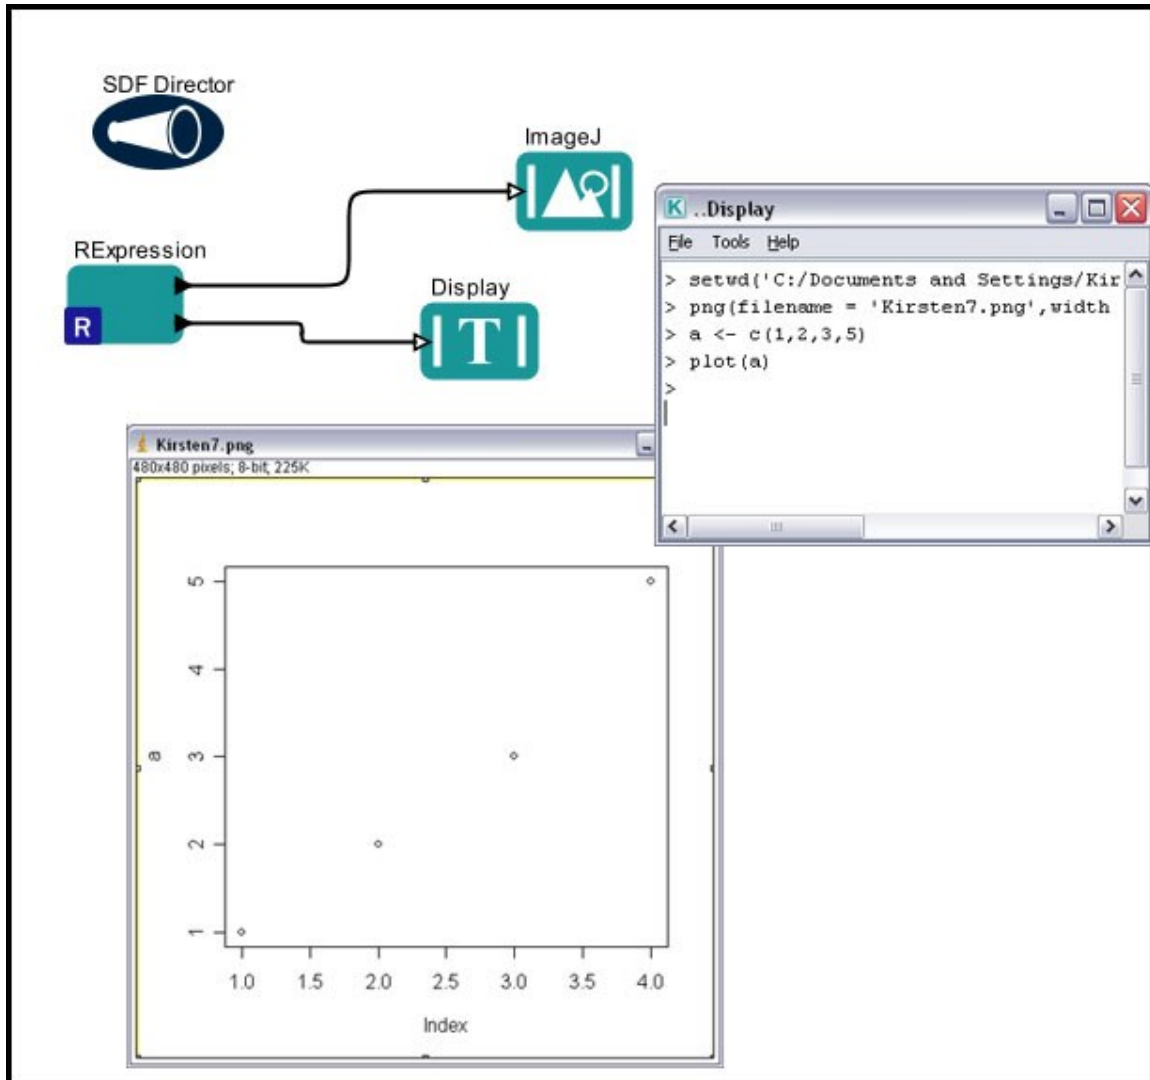 SDF Director
ImageJ
RExpression
R
Display
T
K ..Display
File Tools Help
> setwd('C:/Documents and Settings/Kir
> png(filename = 'Kirsten7.png',width
> a <- c(1,2,3,5)
> plot(a)
>
Kirsten7.png
480x480 pixels; 8-bit; 225K
5
4
3
2
1
a
1.0 1.5 2.0 2.5 3.0 3.5 4.0
Index